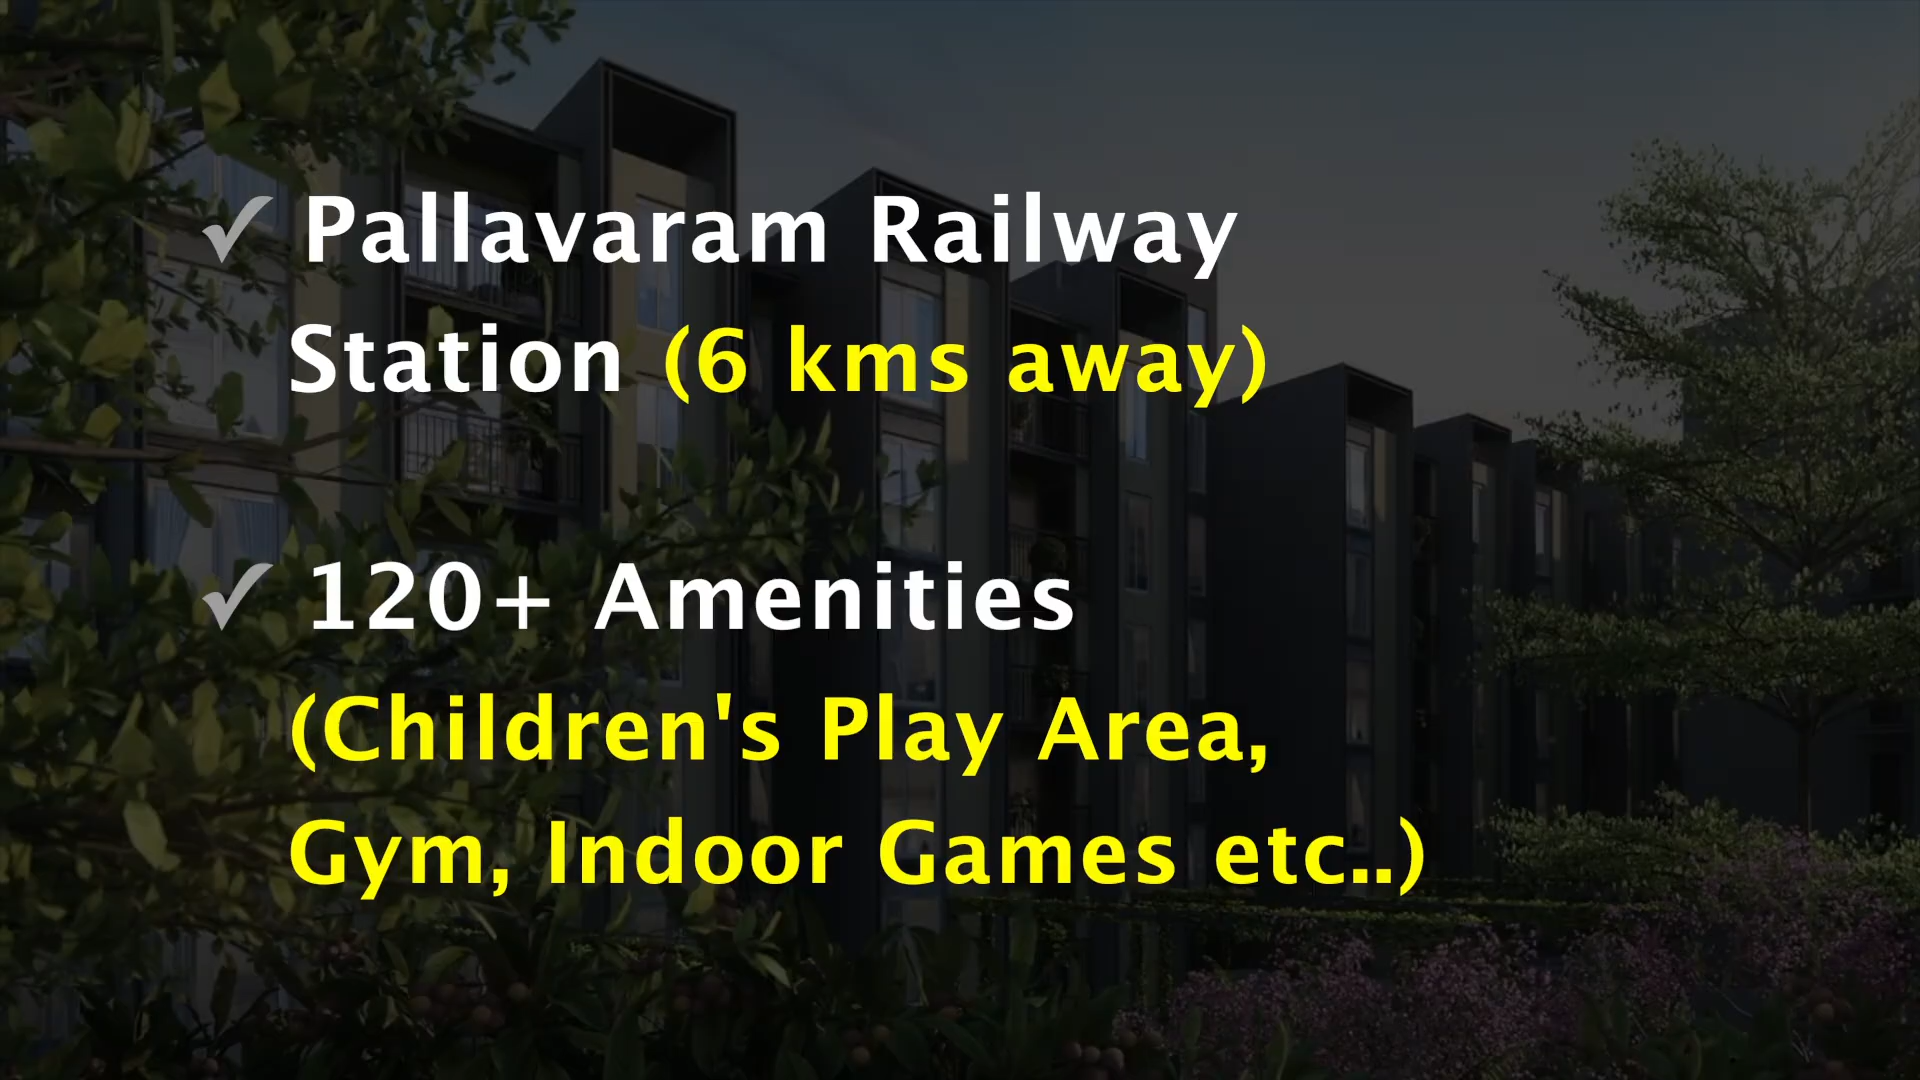 ✓ Pallavaram Railway
Station (6 kms away)
✓ 120+ Amenities
(Children's Play Area,
Gym, Indoor Games etc..)